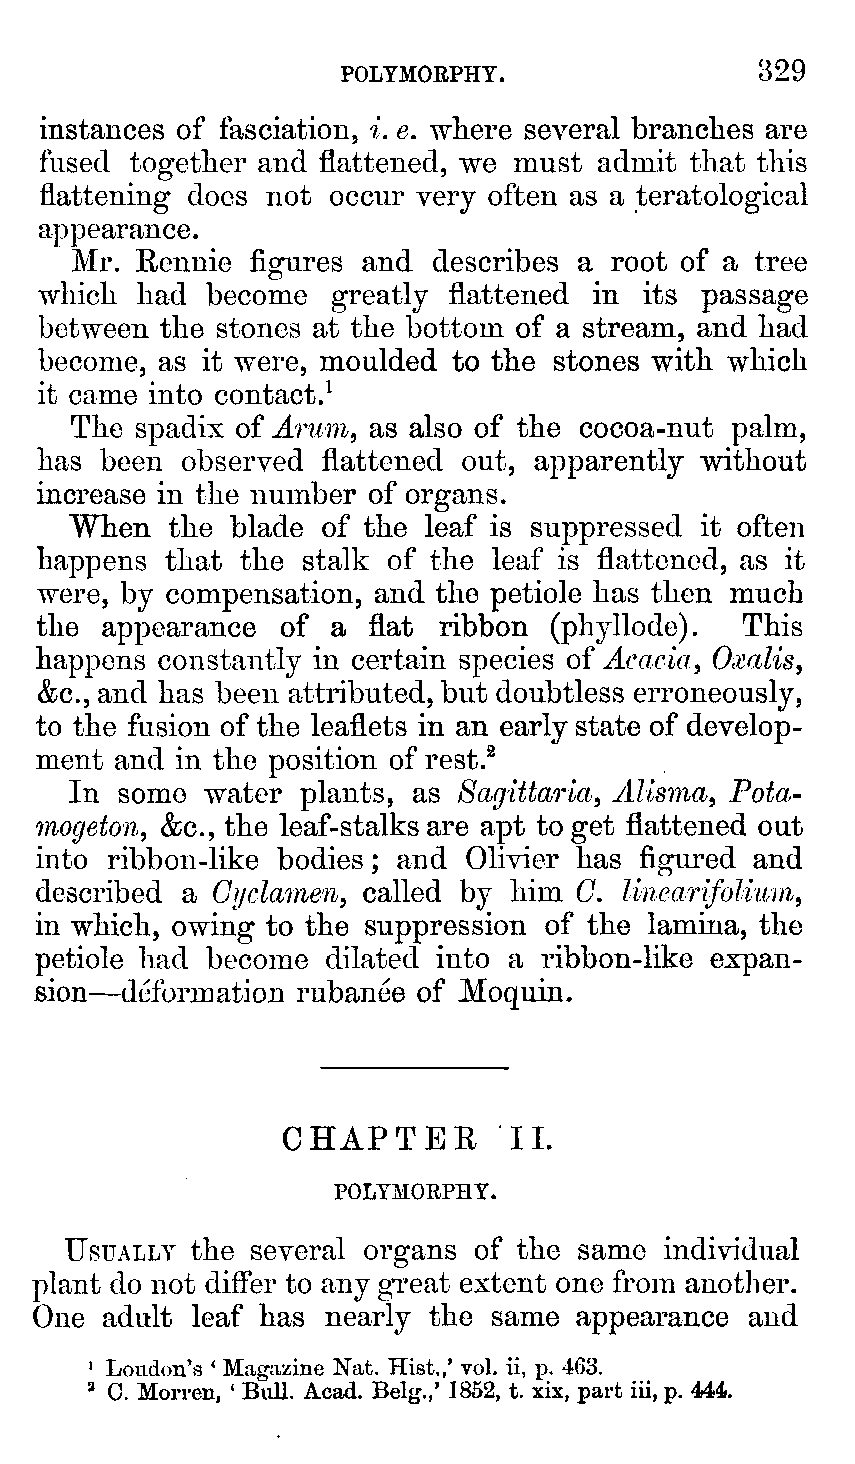 POLYMORPHY. 329
instances of fasciation, i. e. where several branches are
fused together and flattened, we must admit that this
flattening does not occur very often as a teratological
appearance.
Mr. Rennie figures and describes a root of a tree
which had become greatly flattened in its passage
between the stones at the bottom of a stream, and had
become, as it were, moulded to the stones with which
it came into contact.¹
The spadix of Arum, as also of the cocoa-nut palm,
has been observed flattened out, apparently without
increase in the number of organs.
When the blade of the leaf is suppressed it often
happens that the stalk of the leaf is flattened, as it
were, by compensation, and the petiole has then much
the appearance of a flat ribbon (phyllode). This
happens constantly in certain species of Acacia, Oxalis,
&c., and has been attributed, but doubtless erroneously,
to the fusion of the leaflets in an early state of develop-
ment and in the position of rest.²
In some water plants, as Sagittaria, Alisma, Pota-
mogeton, &c., the leaf-stalks are apt to get flattened out
into ribbon-like bodies; and Olivier has figured and
described a Cyclamen, called by him C. linearifolium,
in which, owing to the suppression of the lamina, the
petiole had become dilated into a ribbon-like expan-
sion—déformation rubanée of Moquin.
CHAPTER II.
POLYMORPHY.
USUALLY the several organs of the same individual
plant do not differ to any great extent one from another.
One adult leaf has nearly the same appearance and
¹ Loudon's 'Magazine Nat. Hist.,' vol. ii, p. 463.
² C. Morren, 'Bull. Acad. Belg.,' 1852, t. xix, part iii, p. 444.